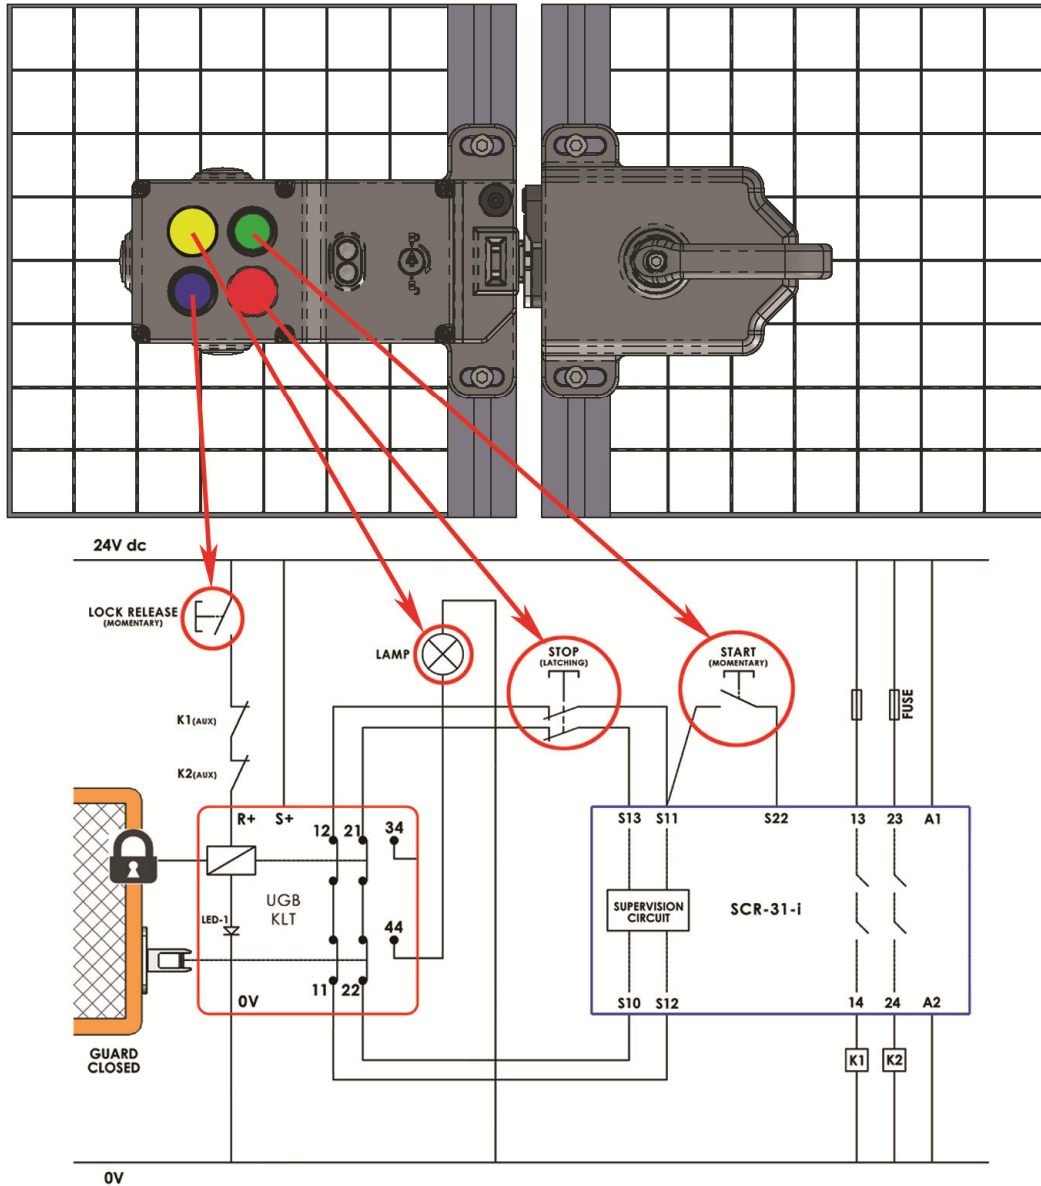 24V dc
LOCK RELEASE
(MOMENTARY)
LAMP
STOP
(LATCHING)
START
(MOMENTARY)
FUSE
K1(AUX)
K2(AUX)
R+ S+ 12 21 34
S13 S11 S22 13 23 A1
UGB
KLT
LED-1
SUPERVISION
CIRCUIT
SCR-31-i
44
0V 11 22
S10 S12 14 24 A2
GUARD
CLOSED
K1 K2
0V